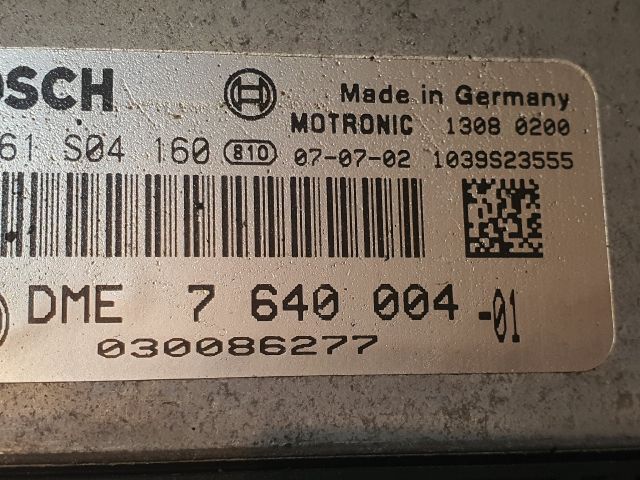 OSCH
Made in Germany
MOTRONIC 1308 0200
61 S04 160 810 07-07-02 1039S23555
DME 7 640 004 -01
030086277